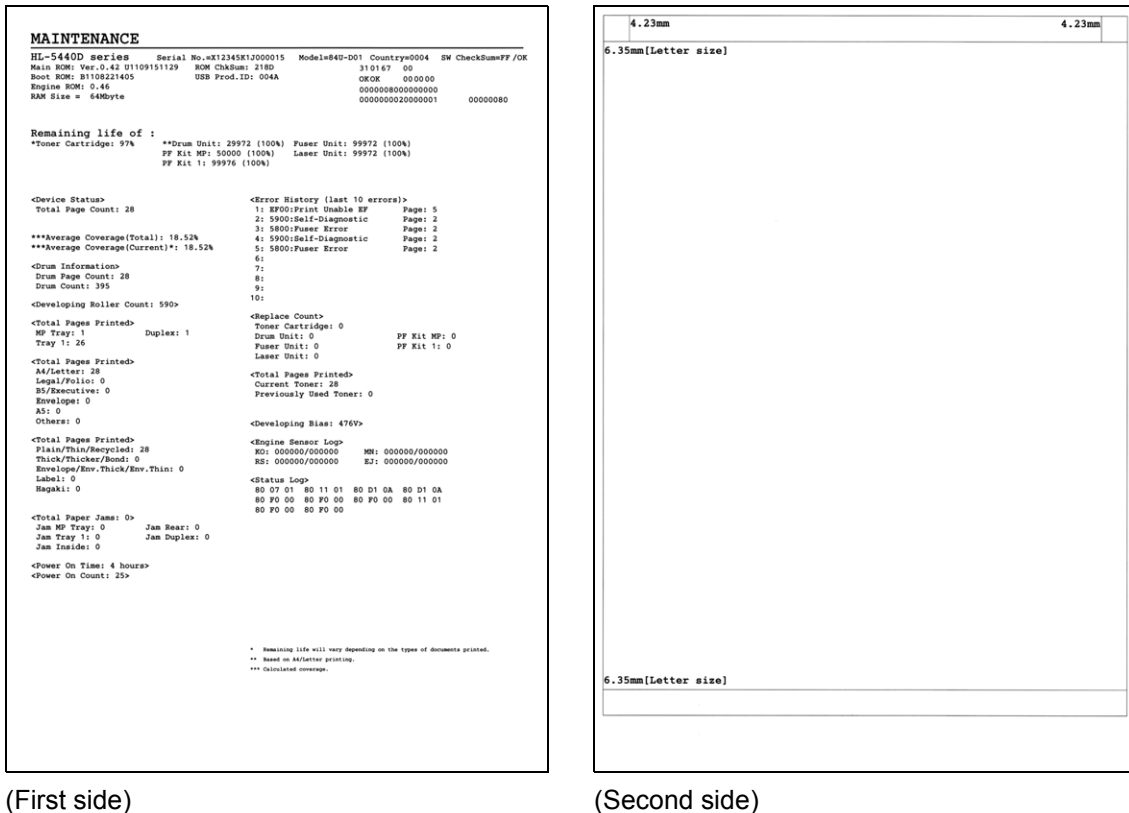 MAINTENANCE
HL-5440D series Serial No.=X12345K1J000015 Model=84U-D01 Country=0004 SW CheckSum=FF /OK
Main ROM: Ver.0.42 U1109151129 ROM ChkSum: 218D 310167 00
Boot ROM: B1108221405 USB Prod.ID: 004A OKOK 000000
Engine ROM: 0.46 0000008000000000
RAM Size = 64Mbyte 0000000020000001 00000080
Remaining life of :
*Toner Cartridge: 97% **Drum Unit: 29972 (100%) Fuser Unit: 99972 (100%)
PF Kit MP: 50000 (100%) Laser Unit: 99972 (100%)
PF Kit 1: 99976 (100%)
<Device Status>
Total Page Count: 28
***Average Coverage(Total): 18.52%
***Average Coverage(Current)*: 18.52%
<Drum Information>
Drum Page Count: 28
Drum Count: 395
<Developing Roller Count: 590>
<Total Pages Printed>
MP Tray: 1 Duplex: 1
Tray 1: 26
<Total Pages Printed>
A4/Letter: 28
Legal/Folio: 0
B5/Executive: 0
Envelope: 0
A5: 0
Others: 0
<Total Pages Printed>
Plain/Thin/Recycled: 28
Thick/Thicker/Bond: 0
Envelope/Env.Thick/Env.Thin: 0
Label: 0
Hagaki: 0
<Total Paper Jams: 0>
Jam MP Tray: 0 Jam Rear: 0
Jam Tray 1: 0 Jam Duplex: 0
Jam Inside: 0
<Power On Time: 4 hours>
<Power On Count: 25>
<Error History (last 10 errors)>
1: EF00:Print Unable EF Page: 5
2: 5900:Self-Diagnostic Page: 2
3: 5800:Fuser Error Page: 2
4: 5900:Self-Diagnostic Page: 2
5: 5800:Fuser Error Page: 2
6:
7:
8:
9:
10:
<Replace Count>
Toner Cartridge: 0
Drum Unit: 0 PF Kit MP: 0
Fuser Unit: 0 PF Kit 1: 0
Laser Unit: 0
<Total Pages Printed>
Current Toner: 28
Previously Used Toner: 0
<Developing Bias: 476V>
<Engine Sensor Log>
KO: 000000/000000 MN: 000000/000000
RS: 000000/000000 EJ: 000000/000000
<Status Log>
80 07 01 80 11 01 80 D1 0A 80 D1 0A
80 F0 00 80 F0 00 80 F0 00 80 11 01
80 F0 00 80 F0 00
* Remaining life will vary depending on the types of documents printed.
** Based on A4/Letter printing.
*** Calculated coverage.
(First side)
4.23mm 4.23mm
6.35mm[Letter size]
6.35mm[Letter size]
(Second side)